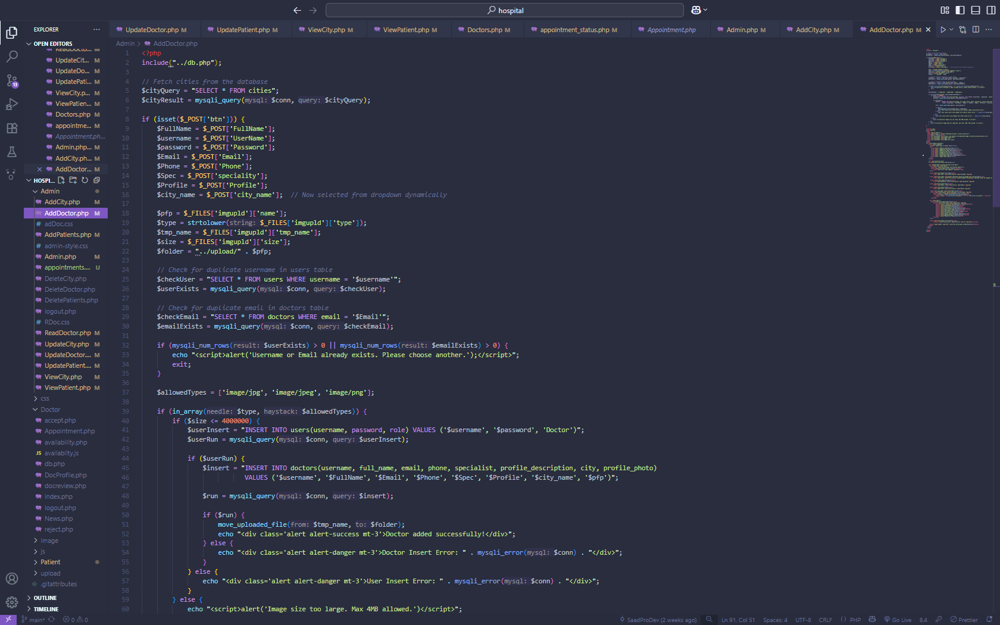 hospital
EXPLORER
UpdateDoctor.php M
UpdatePatient.php M
ViewCity.php M
ViewPatient.php M
Doctors.php M
appointment_status.php M
Appointment.php
Admin.php M
AddCity.php M
AddDoctor.php M
OPEN EDITORS
ReadDocto... M
UpdateCit... M
UpdateDo... M
UpdatePati... M
ViewCity.p... M
ViewPatien... M
Doctors.php M
appointme... M
Appointment.ph...
Admin.php... M
AddCity.ph... M
AddDoctor... M
HOSPI...
Admin
AddCity.php M
AddDoctor.php M
adDoc.css
AddPatients.php M
admin-style.css
Admin.php M
appointments.... U
DeleteCity.php
DeleteDoctor.php
DeletePatients.php
logout.php
RDoc.css
ReadDoctor.php M
UpdateCity.php M
UpdateDoctor.... M
UpdatePatient.... M
ViewCity.php M
ViewPatient.php M
css
Doctor
accept.php
Appointment.php
availability.php
JS availabilty.js
db.php
DocProfile.php
docreview.php
index.php
logout.php
News.php
reject.php
image
js
Patient
upload
.gitattributes
OUTLINE
TIMELINE
13
Admin > AddDoctor.php
1 <?php
2 include("../db.php");
3
4 // Fetch cities from the database
5 $cityQuery = "SELECT * FROM cities";
6 $cityResult = mysqli_query(mysql: $conn, query: $cityQuery);
7
8 if (isset($_POST['btn'])) {
9 $FullName = $_POST['FullName'];
10 $username = $_POST['UserName'];
11 $password = $_POST['Password'];
12 $Email = $_POST['Email'];
13 $Phone = $_POST['Phone'];
14 $Spec = $_POST['speciality'];
15 $Profile = $_POST['Profile'];
16 $city_name = $_POST['city_name']; // Now selected from dropdown dynamically
17
18 $pfp = $_FILES['imgupld']['name'];
19 $type = strtolower(string: $_FILES['imgupld']['type']);
20 $tmp_name = $_FILES['imgupld']['tmp_name'];
21 $size = $_FILES['imgupld']['size'];
22 $folder = "../upload/" . $pfp;
23
24 // Check for duplicate username in users table
25 $checkUser = "SELECT * FROM users WHERE username = '$username'";
26 $userExists = mysqli_query(mysql: $conn, query: $checkUser);
27
28 // Check for duplicate email in doctors table
29 $checkEmail = "SELECT * FROM doctors WHERE email = '$Email'";
30 $emailExists = mysqli_query(mysql: $conn, query: $checkEmail);
31
32 if (mysqli_num_rows(result: $userExists) > 0 || mysqli_num_rows(result: $emailExists) > 0) {
33 echo "<script>alert('Username or Email already exists. Please choose another.');</script>";
34 exit;
35 }
36
37 $allowedTypes = ['image/jpg', 'image/jpeg', 'image/png'];
38
39 if (in_array(needle: $type, haystack: $allowedTypes)) {
40 if ($size <= 4000000) {
41 $userInsert = "INSERT INTO users(username, password, role) VALUES ('$username', '$password', 'Doctor')";
42 $userRun = mysqli_query(mysql: $conn, query: $userInsert);
43
44 if ($userRun) {
45 $insert = "INSERT INTO doctors(username, full_name, email, phone, specialist, profile_description, city, profile_photo)
46 VALUES ('$username', '$FullName', '$Email', '$Phone', '$Spec', '$Profile', '$city_name', '$pfp')";
47
48 $run = mysqli_query(mysql: $conn, query: $insert);
49
50 if ($run) {
51 move_uploaded_file(from: $tmp_name, to: $folder);
52 echo "<div class='alert alert-success mt-3'>Doctor added successfully!</div>";
53 } else {
54 echo "<div class='alert alert-danger mt-3'>Doctor Insert Error: " . mysqli_error(mysql: $conn) . "</div>";
55 }
56 } else {
57 echo "<div class='alert alert-danger mt-3'>User Insert Error: " . mysqli_error(mysql: $conn) . "</div>";
58 }
59 } else {
60 echo "<script>alert('Image size too large. Max 4MB allowed.')</script>";
main* 0 0
SaadProDev (2 weeks ago)
Ln 91, Col 51
Spaces: 4
UTF-8
CRLF
{} PHP
Go Live
8.4
Prettier